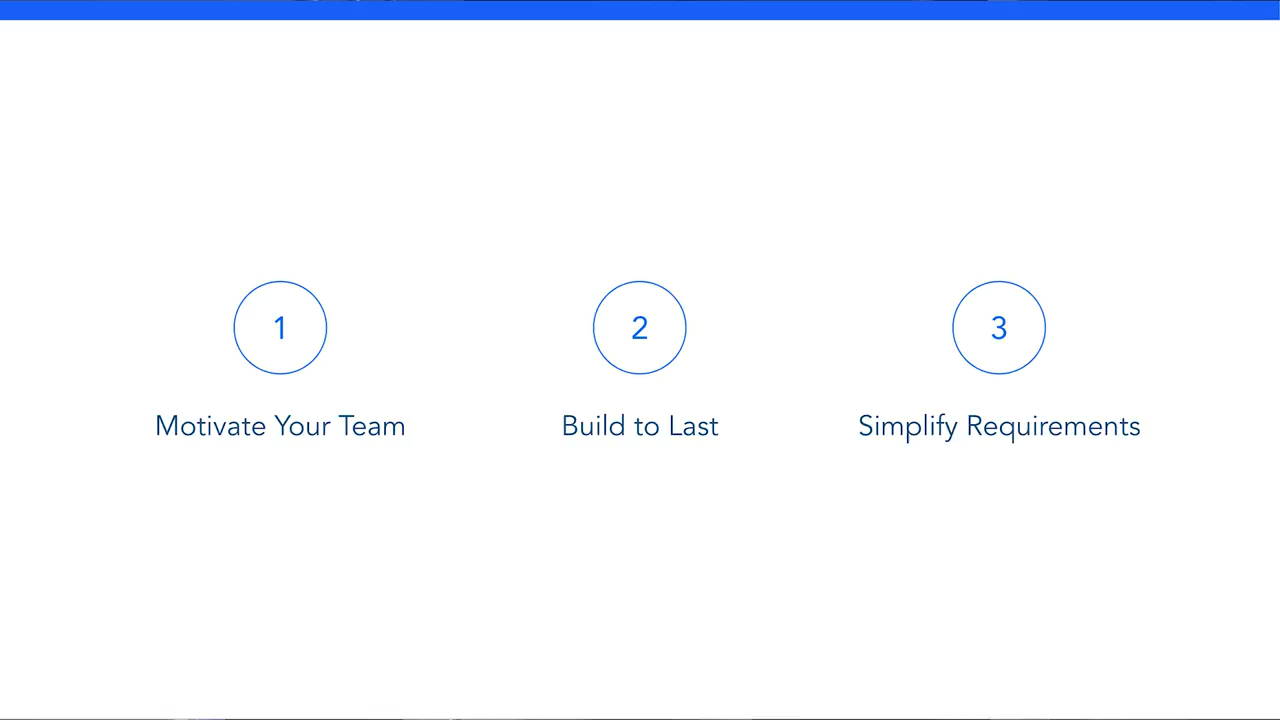 1
Motivate Your Team
2
Build to Last
3
Simplify Requirements